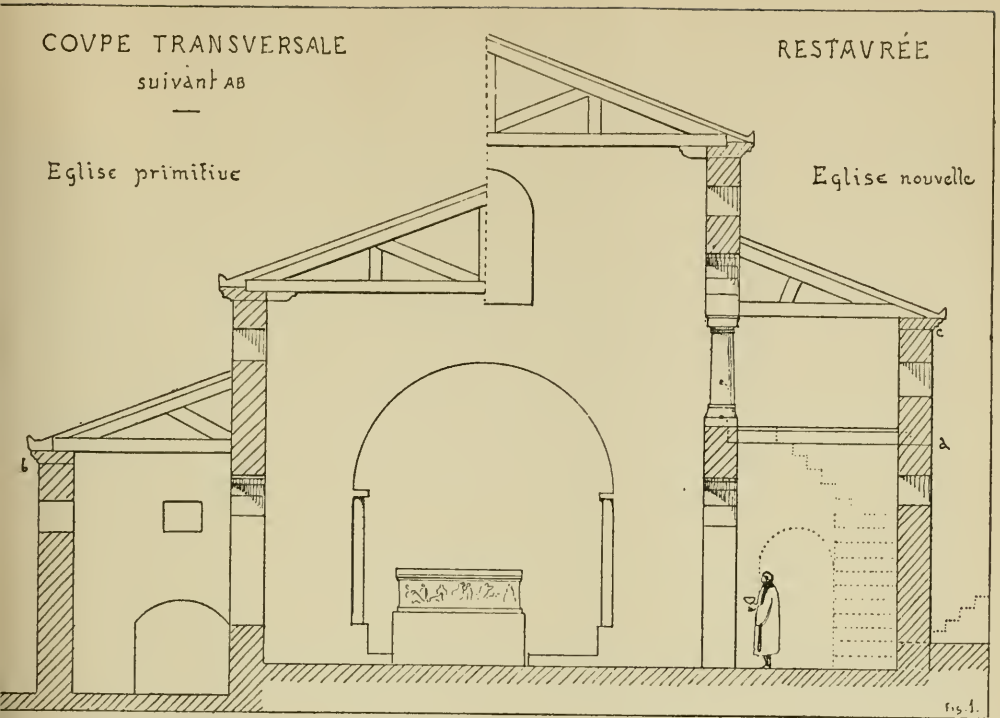 COVPE TRANSVERSALE
suivant AB
RESTAVRÉE
Eglise primitive
Eglise nouvelle
c
d
b
Fig. 1.